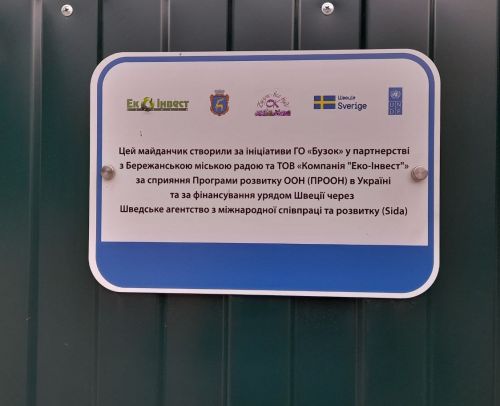 Еко Інвест
Швеція
Sverige
U N
D P
Цей майданчик створили за ініціативи ГО «Бузок» у партнерстві
з Бережанською міською радою та ТОВ «Компанія "Еко-Інвест"»
за сприяння Програми розвитку ООН (ПРООН) в Україні
та за фінансування урядом Швеції через
Шведське агентство з міжнародної співпраці та розвитку (Sida)